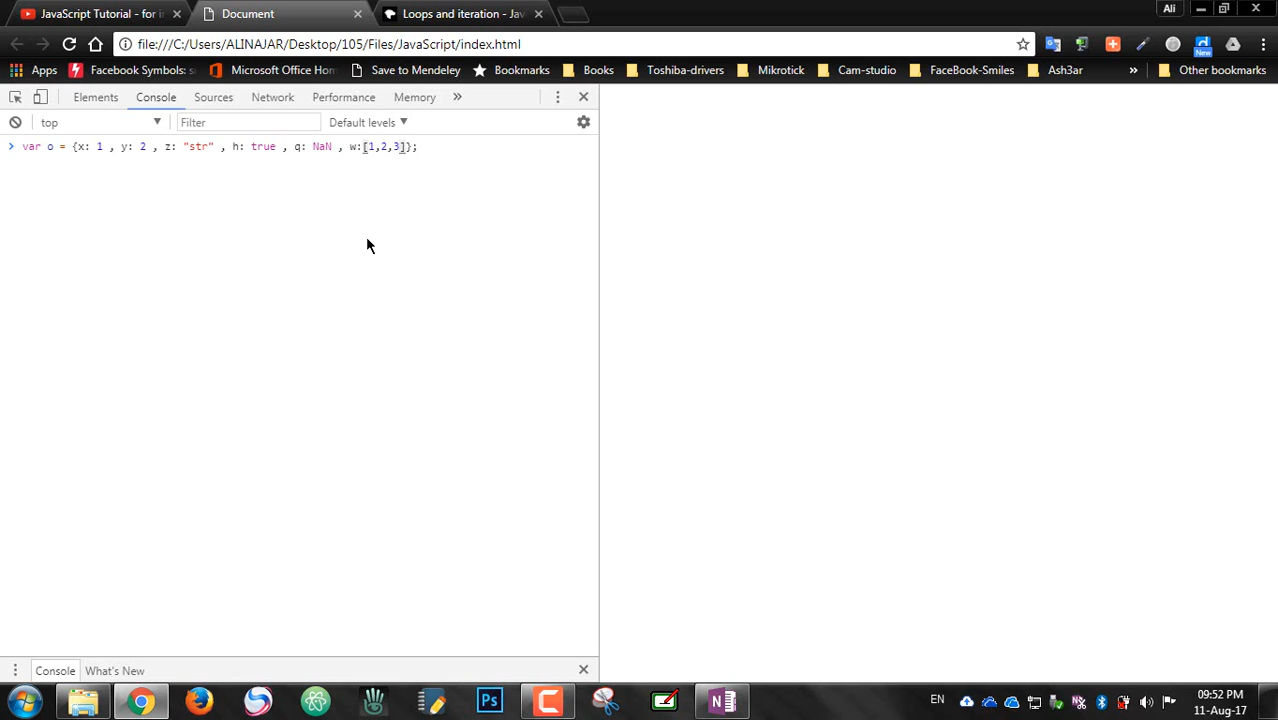 JavaScript Tutorial - for i
Document
Loops and iteration - Jav
Ali
file:///C:/Users/ALINAJAR/Desktop/105/Files/JavaScript/index.html
New
Apps
Facebook Symbols: s
Microsoft Office Hom
Save to Mendeley
Bookmarks
Books
Toshiba-drivers
Mikrotick
Cam-studio
FaceBook-Smiles
Ash3ar
»
Other bookmarks
Elements
Console
Sources
Network
Performance
Memory
»
top
Filter
Default levels
> var o = {x: 1 , y: 2 , z: "str" , h: true , q: NaN , w:[1,2,3]};
Console
What's New
Ps
N
EN
09:52 PM
11-Aug-17